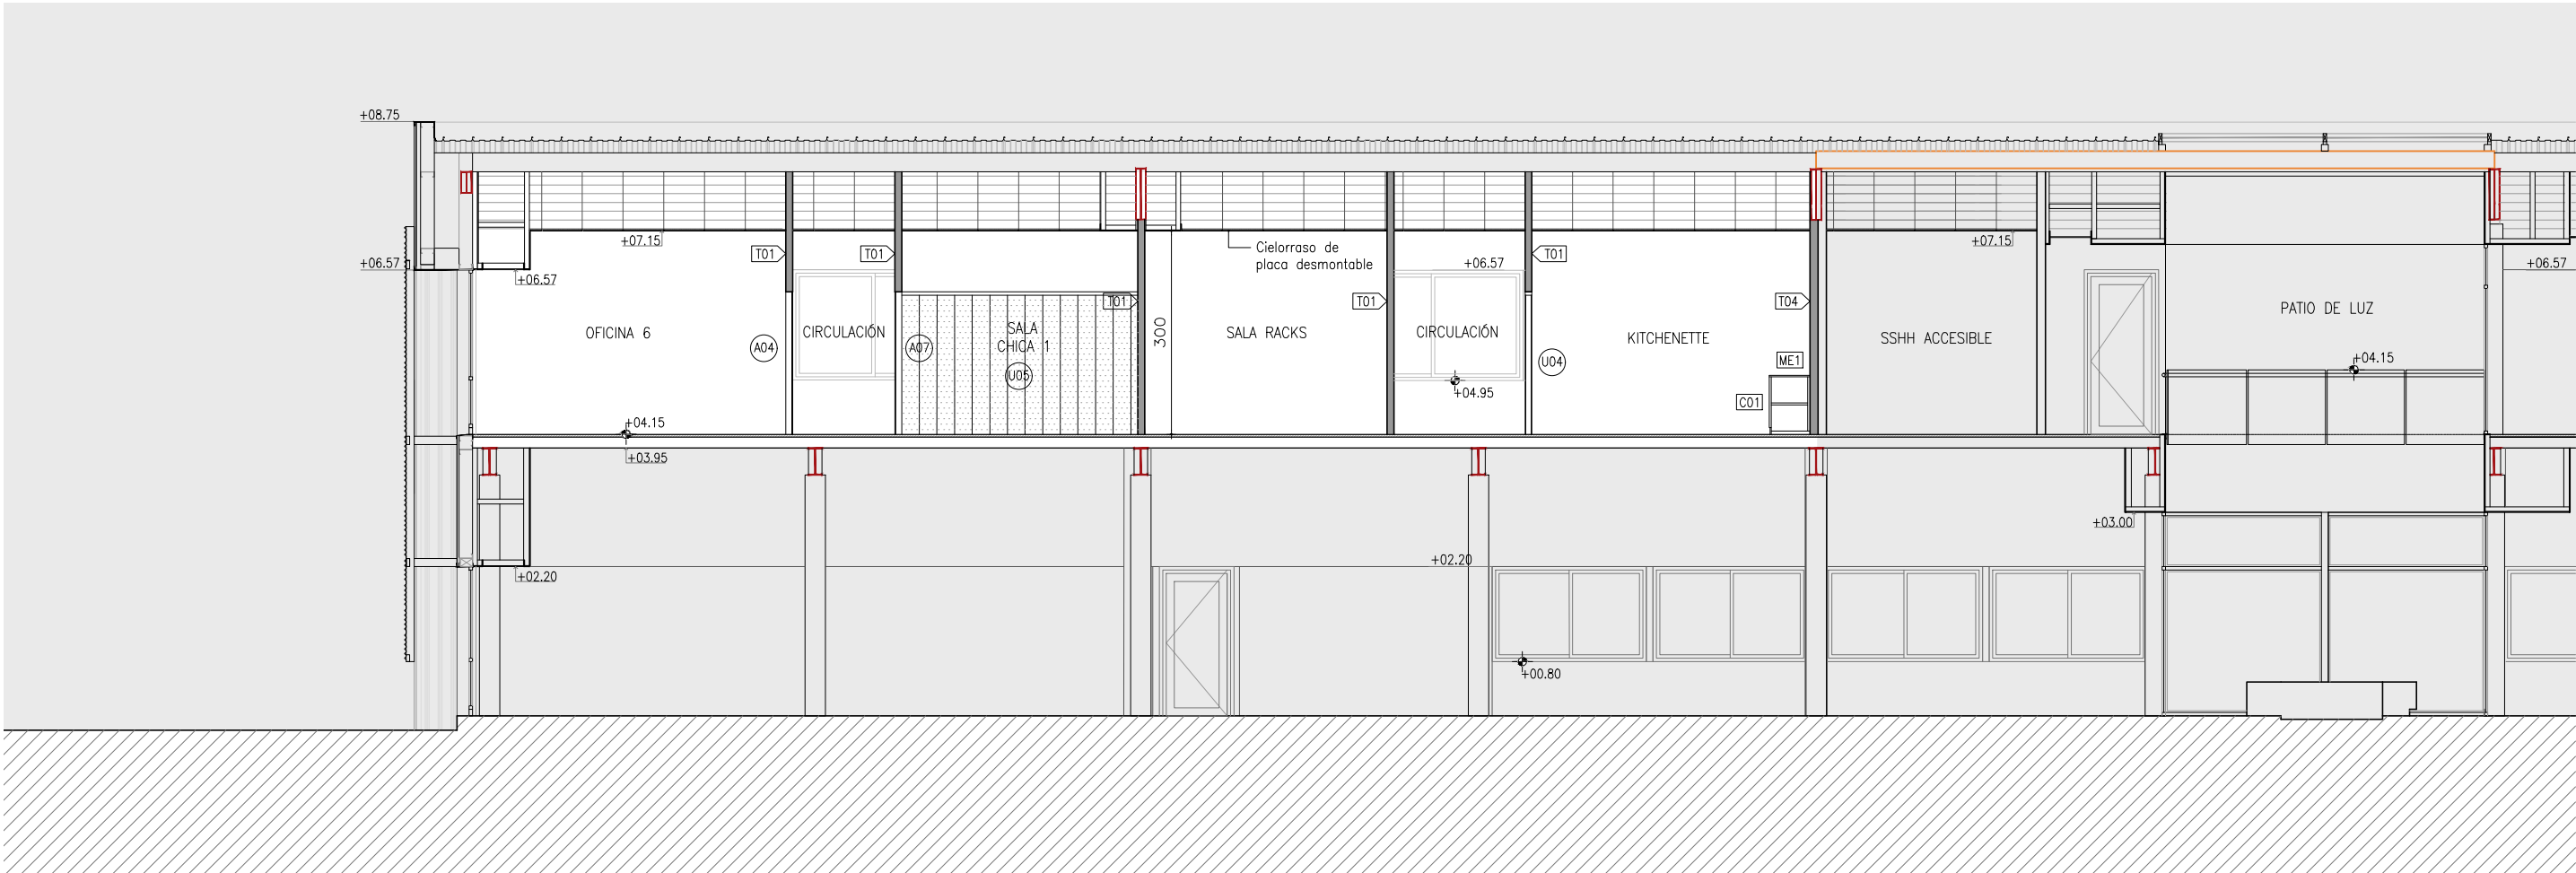 +08.75
+06.57
+07.15
T01
T01
Cielorraso de
placa desmontable
+06.57
T01
+07.15
+06.57
+06.57
T01
T01
T04
OFICINA 6
CIRCULACIÓN
SALA
CHICA 1
300
SALA RACKS
CIRCULACIÓN
KITCHENETTE
SSHH ACCESIBLE
PATIO DE LUZ
A04
A07
U05
U04
ME1
+04.15
+04.95
C01
+04.15
+03.95
+03.00
+02.20
+02.20
+00.80